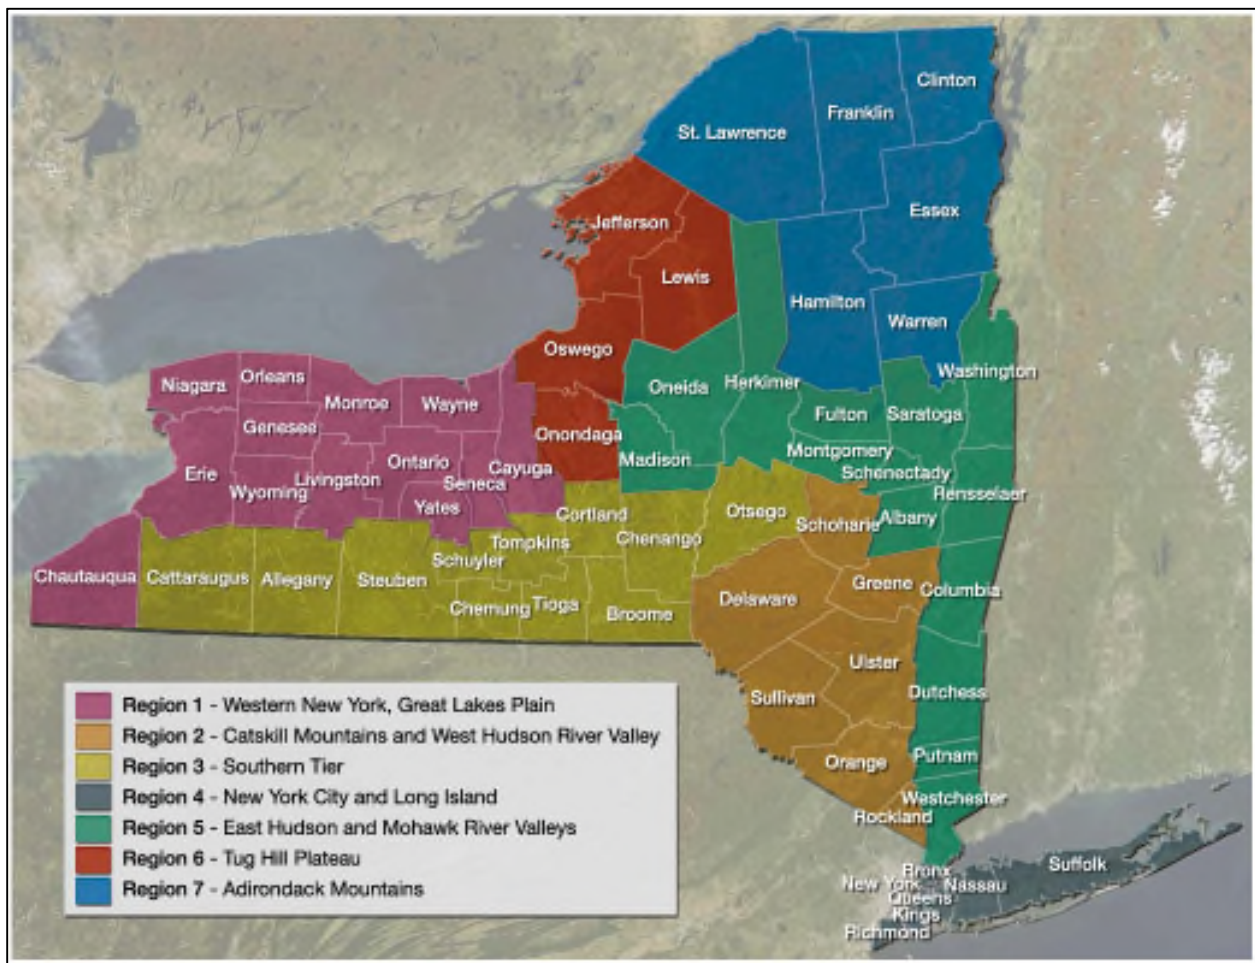 Clinton
Franklin
St. Lawrence
Essex
Jefferson
Lewis
Hamilton
Warren
Oswego
Washington
Niagara
Orleans
Oneida
Herkimer
Monroe
Wayne
Fulton
Saratoga
Genesee
Onondaga
Montgomery
Madison
Ontario
Cayuga
Schenectady
Erie
Livingston
Seneca
Wyoming
Rensselaer
Yates
Otsego
Cortland
Schoharie
Albany
Chenango
Tompkins
Schuyler
Chautauqua
Cattaraugus
Allegany
Steuben
Greene
Columbia
Delaware
Chemung
Tioga
Broome
Ulster
Dutchess
Sullivan
Putnam
Orange
Westchester
Rockland
Suffolk
Bronx
New York
Nassau
Queens
Kings
Richmond
Region 1 - Western New York, Great Lakes Plain
Region 2 - Catskill Mountains and West Hudson River Valley
Region 3 - Southern Tier
Region 4 - New York City and Long Island
Region 5 - East Hudson and Mohawk River Valleys
Region 6 - Tug Hill Plateau
Region 7 - Adirondack Mountains